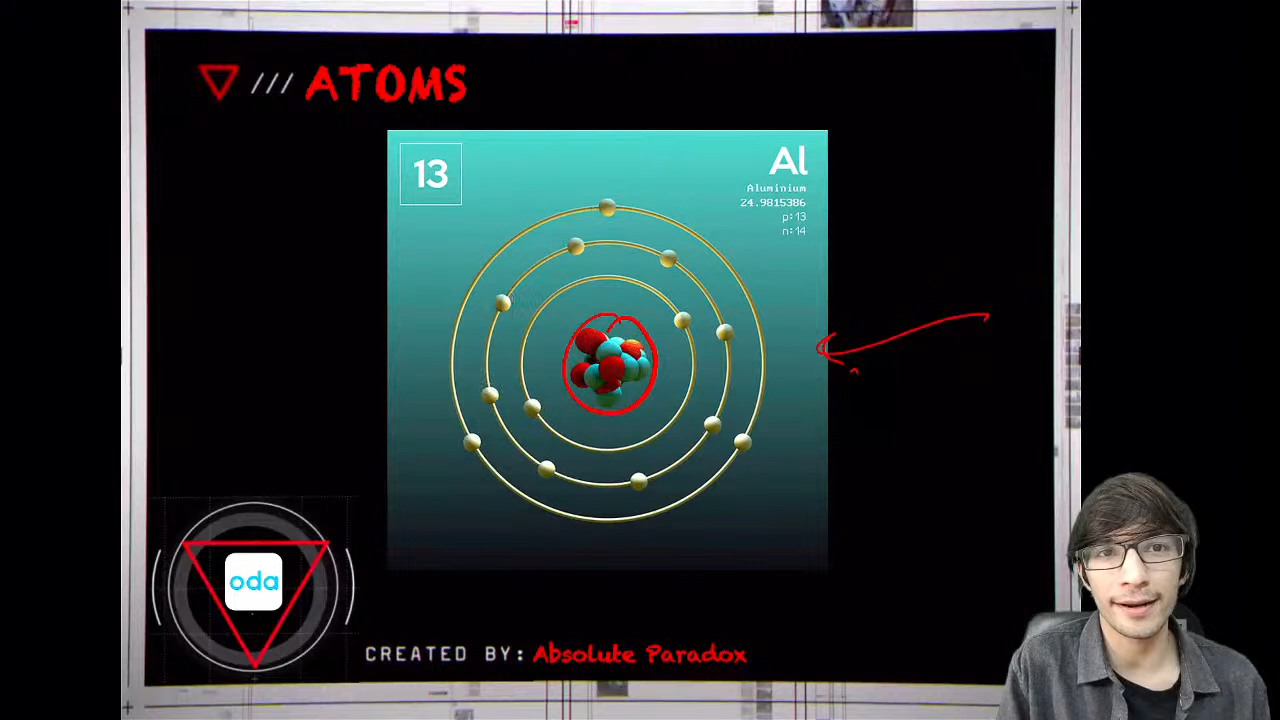 /// ATOMS
13
Al
Aluminium
24.9815386
p:13
n:14
oda
CREATED BY: Absolute Paradox